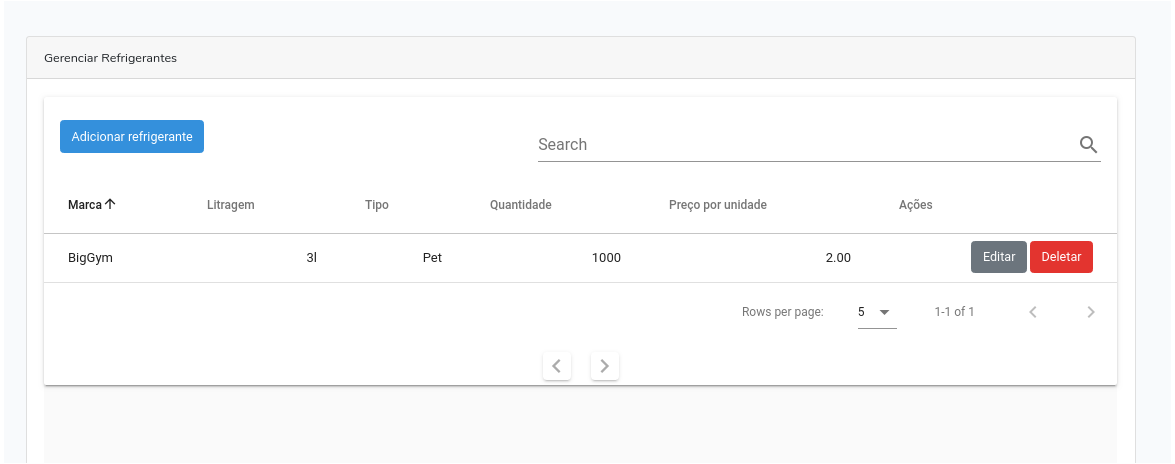 Gerenciar Refrigerantes
Adicionar refrigerante
Search
Marca Litragem Tipo Quantidade Preço por unidade Ações
BigGym 3l Pet 1000 2.00 Editar Deletar
Rows per page: 5 1-1 of 1